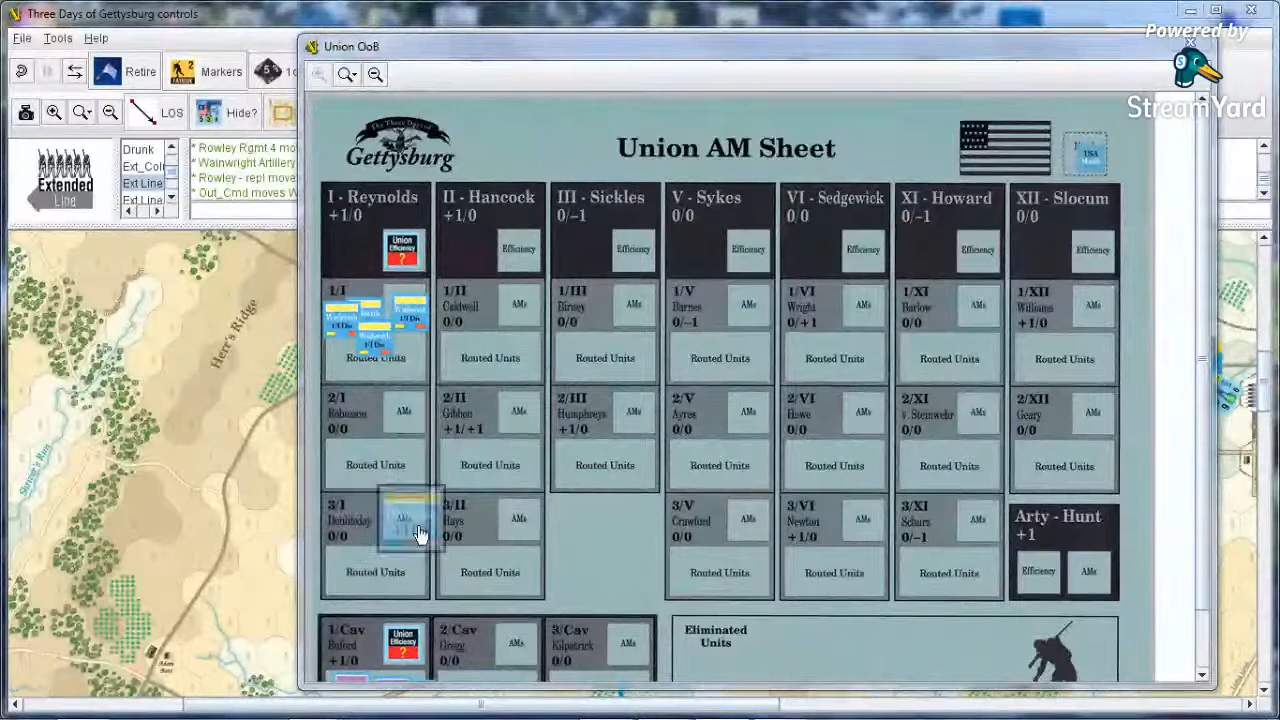 Three Days of Gettysburg controls
File Tools Help
Retire
Markers
LOS
Hide?
Extended
Line
Drunk
Ext_Col
Ext Line
* Rowley Rgmt 4 mo
* Wainwright Artillery
* Rowley - repl move
* Out_Cmd moves W
Herr's Ridge
Union OoB
Powered by
StreamYard
The Three Days of
Gettysburg
Union AM Sheet
USA
I - Reynolds
+1/0
Union
Efficiency
?
II - Hancock
+1/0
Efficiency
III - Sickles
0/-1
Efficiency
V - Sykes
0/0
Efficiency
VI - Sedgewick
0/0
Efficiency
XI - Howard
0/-1
Efficiency
XII - Slocum
0/0
Efficiency
1/I
1/I Div
1/I Div
1/I Div
Routed Units
1/II
Caldwell
0/0
AMs
Routed Units
1/III
Birney
0/0
AMs
Routed Units
1/V
Barnes
0/-1
AMs
Routed Units
1/VI
Wright
0/+1
AMs
Routed Units
1/XI
Barlow
0/0
AMs
Routed Units
1/XII
Williams
+1/0
AMs
Routed Units
2/I
Robinson
0/0
AMs
Routed Units
2/II
Gibbon
+1/+1
AMs
Routed Units
2/III
Humphreys
+1/0
AMs
Routed Units
2/V
Ayres
0/0
AMs
Routed Units
2/VI
Howe
0/0
AMs
Routed Units
2/XI
v. Steinwehr
0/0
AMs
Routed Units
2/XII
Geary
0/0
AMs
Routed Units
3/I
Doubleday
0/0
AMs
Routed Units
3/II
Hays
0/0
AMs
Routed Units
3/V
Crawford
0/0
AMs
Routed Units
3/VI
Newton
+1/0
AMs
Routed Units
3/XI
Schurz
0/-1
AMs
Routed Units
Arty - Hunt
+1
Efficiency
AMs
1/Cav
Buford
+1/0
Union
Efficiency
?
2/Cav
Gregg
0/0
AMs
3/Cav
Kilpatrick
0/0
AMs
Eliminated
Units